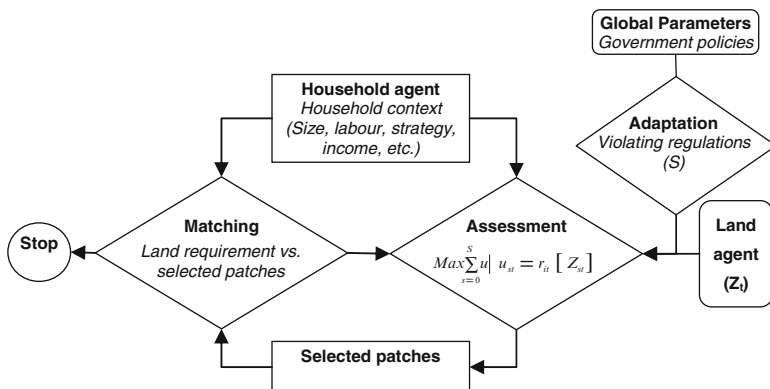 Global Parameters
Government policies
Household agent
Household context
(Size, labour, strategy,
income, etc.)
Adaptation
Violating regulations
(S)
Stop
Matching
Land requirement vs.
selected patches
Assessment
Max S∑s=0 u| u_st = r_it [ Z_st ]
Land
agent
(Z_t)
Selected patches